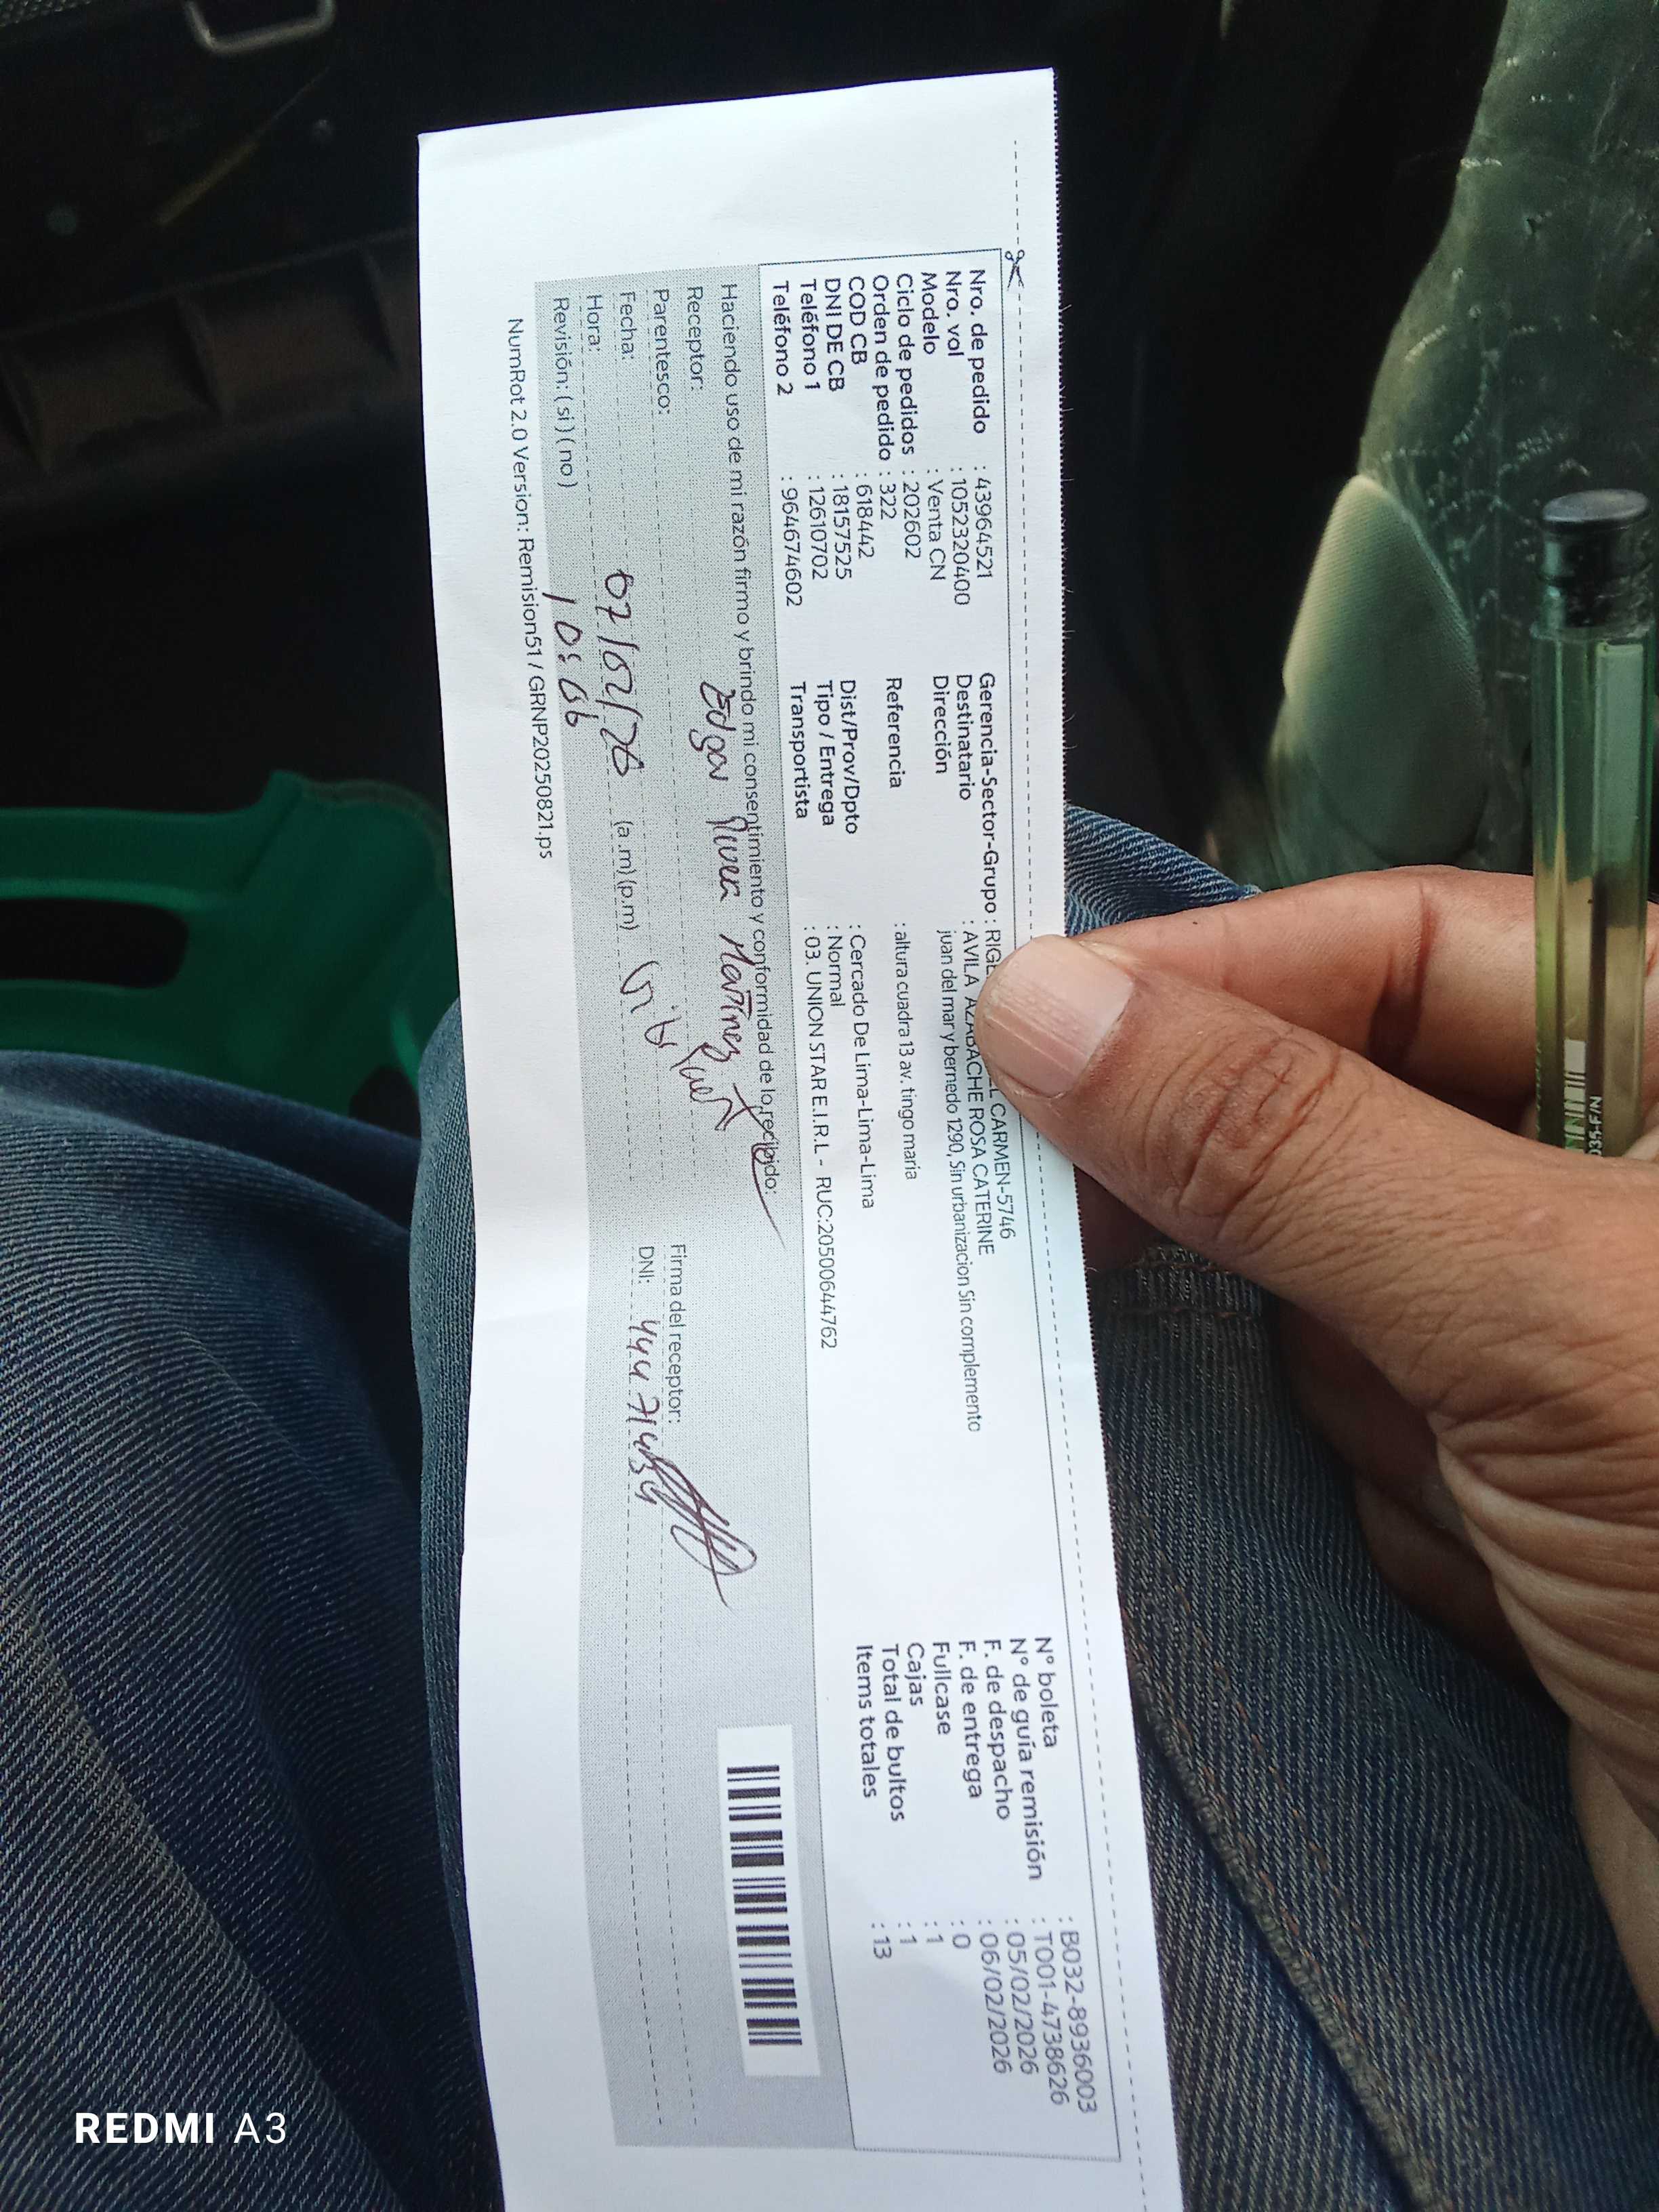 Nro. de pedido : 43964521
Nro. vol : 1052320400
Modelo : Venta CN
Ciclo de pedidos : 202602
Orden de pedido : 322
COD CB : 618442
DNI DE CB : 18157525
Teléfono 1 : 12610702
Teléfono 2 : 964674602
Gerencia-Sector-Grupo : CARMEN-5746
Destinatario : AVILA AZABACHE ROSA CATERINE
Dirección juan del mar y bernedo 1290, Sin urbanizacion Sin complemento
Referencia : altura cuadra 13 av. tingo maria
Dist/Prov/Dpto : Cercado De Lima-Lima-Lima
Tipo / Entrega : Normal
Transportista : 03. UNION STAR E.I.R.L - RUC:20500644762
N° boleta : B032-8936003
N° de guía remisión : T001-4738626
F. de despacho : 05/02/2026
F. de entrega : 06/02/2026
Fullcase : 0
Cajas : 1
Total de bultos : 1
Items totales : 13
Haciendo uso de mi razón firmo y brindo mi consentimiento y conformidad de lo recibido:
Receptor: Edgar Martinez
Parentesco:
Fecha: 07/02/26
Hora: 10:06 (a.m) (p.m)
Revisión: ( si ) ( no )
Firma del receptor:
DNI:
NumRot 2.0 Version: Remision51 / GRNP20250821.ps
REDMI A3